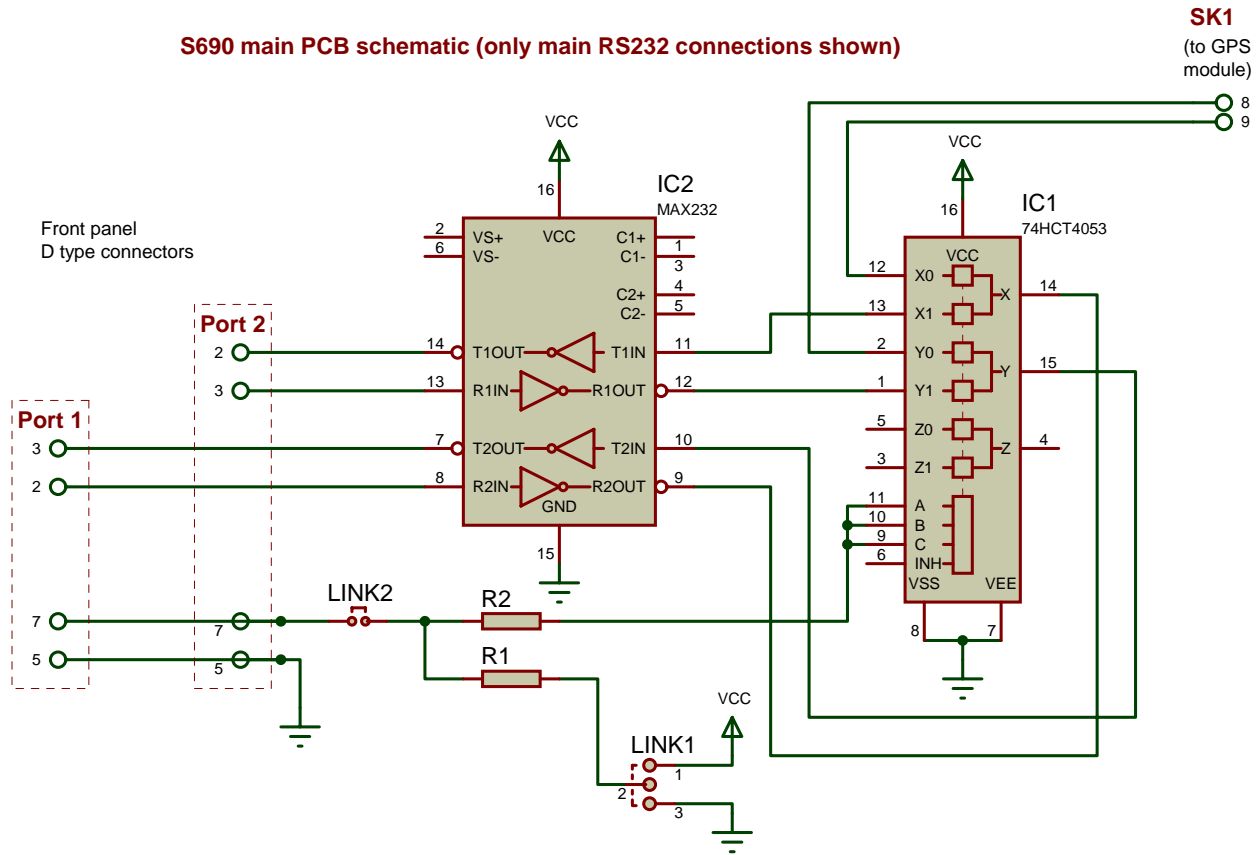 SK1
S690 main PCB schematic (only main RS232 connections shown)
(to GPS
module)
8
9
VCC
VCC
16
IC2
MAX232
16
IC1
74HCT4053
Front panel
D type connectors
2
VS+
VCC
C1+
1
6
VS-
C1-
3
VCC
12
X0
X
14
C2+
4
C2-
5
13
X1
Port 2
2
14
T1OUT
T1IN
11
2
Y0
Y
15
3
13
R1IN
R1OUT
12
1
Y1
Port 1
5
Z0
3
7
T2OUT
T2IN
10
Z
4
3
Z1
2
8
R2IN
R2OUT
9
GND
11
A
10
B
9
C
15
6
INH
VSS
VEE
LINK2
R2
7
7
8
7
5
5
R1
VCC
LINK1
1
2
3